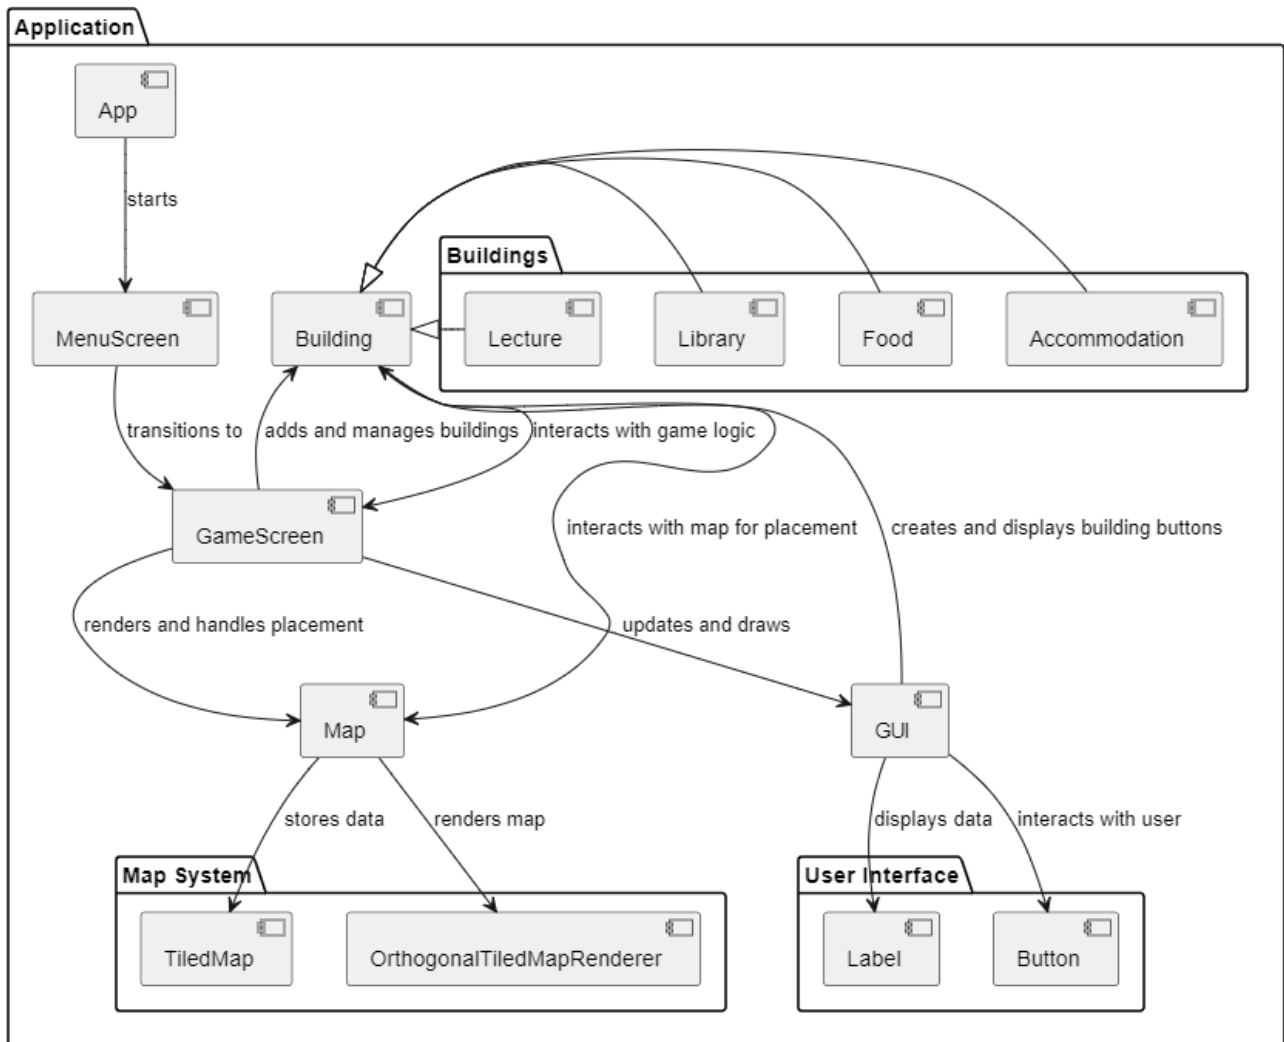 Application
App
starts
Buildings
MenuScreen
Building
Lecture
Library
Food
Accommodation
transitions to
adds and manages buildings
interacts with game logic
GameScreen
interacts with map for placement
creates and displays building buttons
renders and handles placement
updates and draws
Map
GUI
stores data
renders map
displays data
interacts with user
Map System
User Interface
TiledMap
OrthogonalTiledMapRenderer
Label
Button